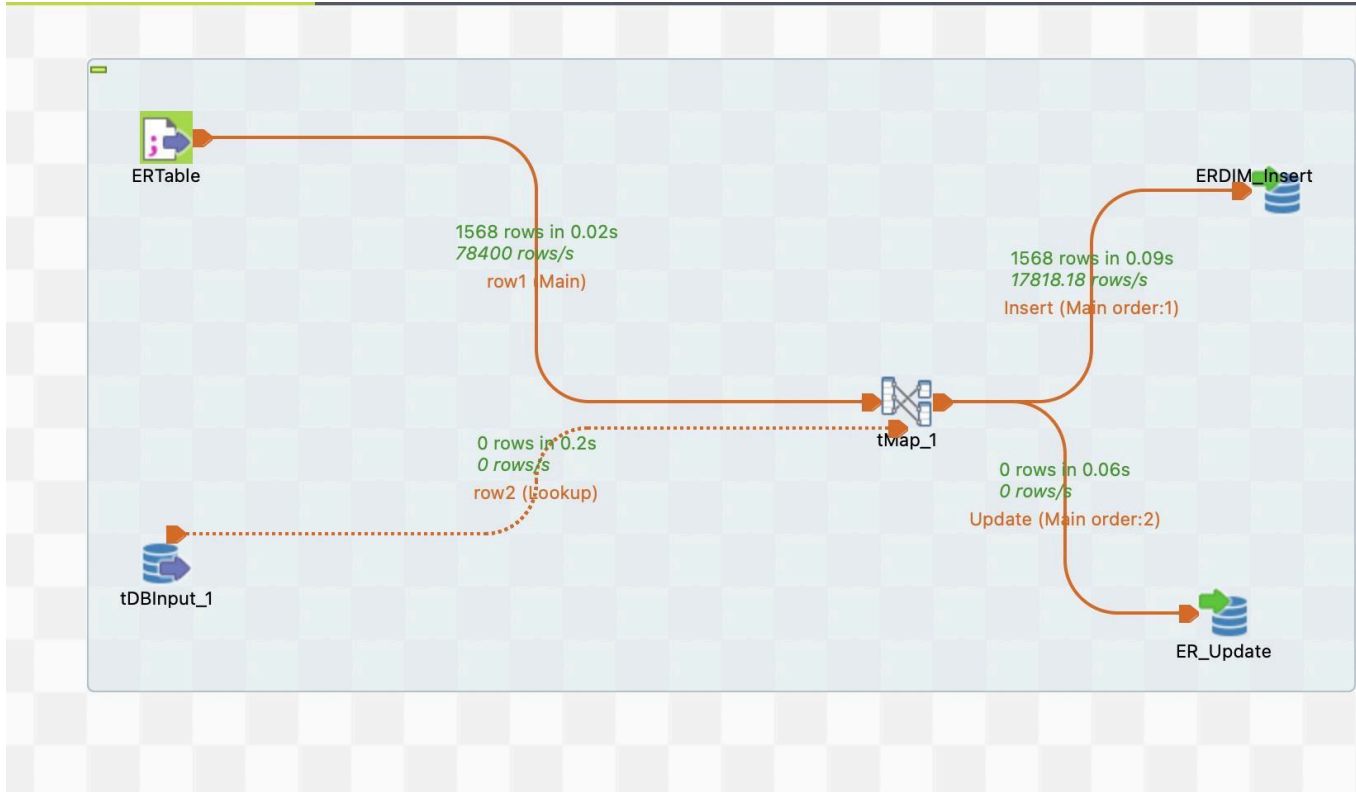 ERTable
ERDIM_Insert
1568 rows in 0.02s
78400 rows/s
row1 (Main)
1568 rows in 0.09s
17818.18 rows/s
Insert (Main order:1)
tMap_1
0 rows in 0.2s
0 rows/s
row2 (Lookup)
0 rows in 0.06s
0 rows/s
Update (Main order:2)
tDBInput_1
ER_Update